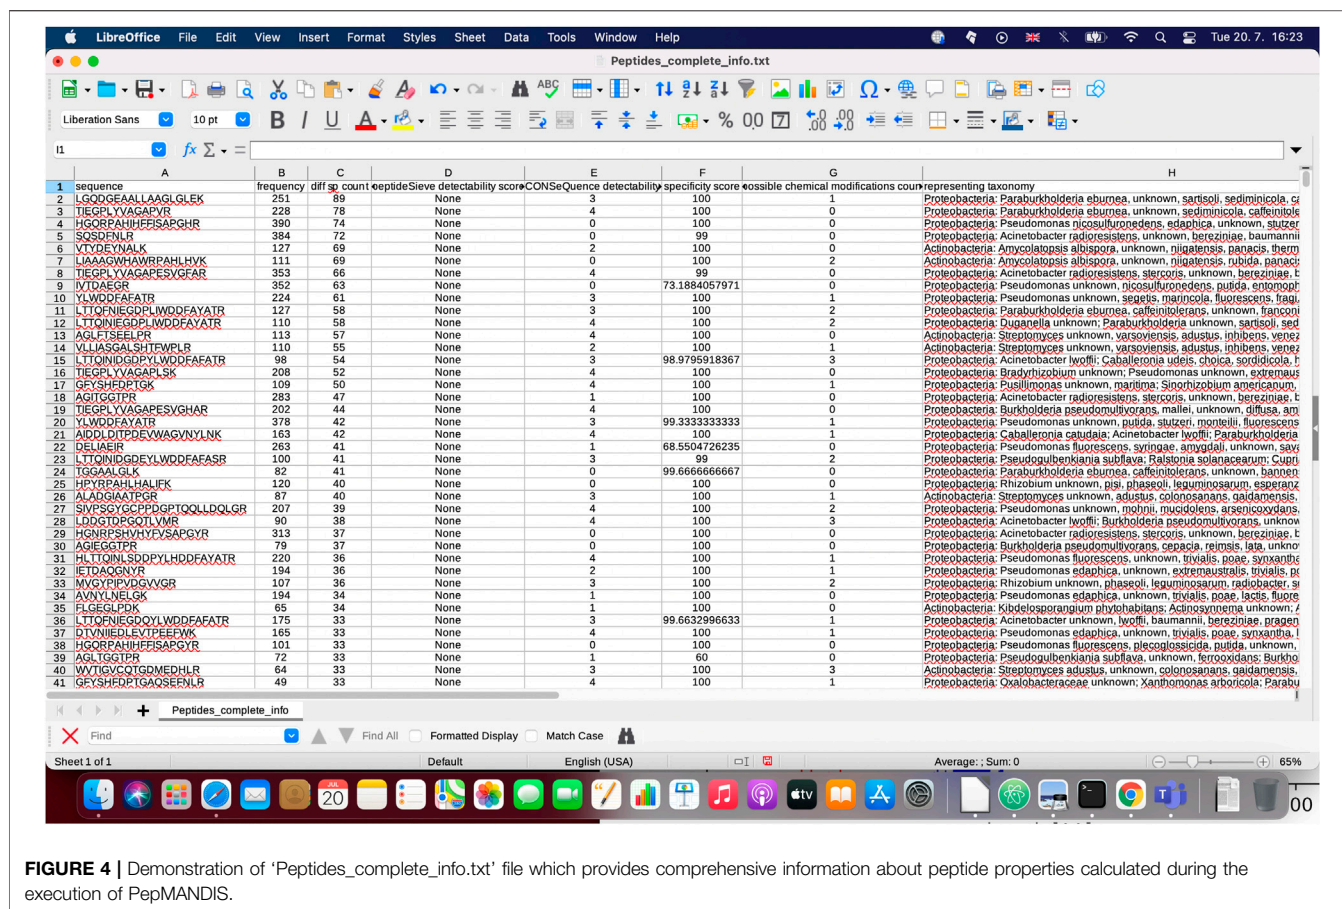 LibreOffice File Edit View Insert Format Styles Sheet Data Tools Window Help Tue 20. 7. 16:23
Peptides_complete_info.txt
Liberation Sans 10 pt
I1
A B C D E F G H
1 sequence frequency diff sp count peptideSieve detectability score CONSeQuence detectability specificity score ossible chemical modifications coun representing taxonomy
2 LGQDGEAALLAAGLGLEK 251 89 None 3 100 1 Proteobacteria: Paraburkholderia eburnea, unknown, sartisoli, sediminicola, ca
3 TIEGPLYVAGAPVR 228 78 None 4 100 0 Proteobacteria: Paraburkholderia eburnea, unknown, sediminicola, caffeinitole
4 HGQRPAHIHFFISAPGHR 390 74 None 0 100 0 Proteobacteria: Pseudomonas nicosulfuronedens, edaphica, unknown, stutzer
5 SQSDFNLR 384 72 None 0 99 0 Proteobacteria: Acinetobacter radioresistens, unknown, bereziniae, baumannii
6 VTYDEYNALK 127 69 None 2 100 0 Actinobacteria: Amycolatopsis albispora, unknown, niigatensis, panacis, therm
7 LIAAAGWHAWRPAHLHVK 111 69 None 0 100 2 Actinobacteria: Amycolatopsis albispora, unknown, niigatensis, rubida, panacis
8 TIEGPLYVAGAPESVGFAR 353 66 None 4 99 0 Proteobacteria: Acinetobacter radioresistens, stercoris, unknown, bereziniae, b
9 IVTDAEGR 352 63 None 0 73.1884057971 0 Proteobacteria: Pseudomonas unknown, nicosulfuronedens, putida, entomoph
10 YLWDDFAFATR 224 61 None 3 100 1 Proteobacteria: Pseudomonas unknown, segetis, marincola, fluorescens, fragi
11 LTTQFNIEGDPLIWDDFAYATR 127 58 None 3 100 2 Proteobacteria: Paraburkholderia eburnea, caffeinitolerans, unknown, franconi
12 LTTQINIEGDPLIWDDFAYATR 110 58 None 4 100 2 Proteobacteria: Duganella unknown; Paraburkholderia unknown, sartisoli, sed
13 AGLFTSEELPR 113 57 None 4 100 0 Actinobacteria: Streptomyces unknown, varsoviensis, adustus, inhibens, venez
14 VLLIASGALSHTFWPLR 110 55 None 2 100 1 Actinobacteria: Streptomyces unknown, varsoviensis, adustus, inhibens, venez
15 LTTQINIDGDPYLWDDFAFATR 98 54 None 3 98.9795918367 3 Proteobacteria: Acinetobacter lwoffii; Caballeronia udeis, choica, sordidicola, h
16 TIEGPLYVAGAPLSK 208 52 None 4 100 0 Proteobacteria: Bradyrhizobium unknown; Pseudomonas unknown, extremaus
17 GFYSHFDPTGK 109 50 None 4 100 1 Proteobacteria: Pusillimonas unknown, maritima; Sinorhizobium americanum,
18 AGITGGTPR 283 47 None 1 100 0 Proteobacteria: Acinetobacter radioresistens, stercoris, unknown, bereziniae, b
19 TIEGPLYVAGAPESVGHAR 202 44 None 4 100 0 Proteobacteria: Burkholderia pseudomultivorans, mallei, unknown, diffusa, am
20 YLWDDFAYATR 378 42 None 3 99.3333333333 1 Proteobacteria: Pseudomonas unknown, putida, stutzeri, monteilii, fluorescens
21 AIDDLDITPDEVWAGVNYLNK 163 42 None 4 100 1 Proteobacteria: Caballeronia catudaia; Acinetobacter lwoffii; Paraburkholderia
22 DELIAEIR 263 41 None 1 68.5504726235 0 Proteobacteria: Pseudomonas fluorescens, syringae, amygdali, unknown, sava
23 LTTQINIDGDEYLWDDFAFASR 100 41 None 3 99 2 Proteobacteria: Pseudogulbenkiania subflava; Ralstonia solanacearum; Cupri
24 TGGAALGLK 82 41 None 0 99.6666666667 0 Proteobacteria: Paraburkholderia eburnea, caffeinitolerans, unknown, bannen
25 HPYRPAHLHALIFK 120 40 None 0 100 0 Proteobacteria: Rhizobium unknown, pisi, phaseoli, leguminosarum, esperanz
26 ALADGIAATPGR 87 40 None 3 100 1 Actinobacteria: Streptomyces unknown, adustus, colonosanans, qaidamensis,
27 SIVPSGYGCPPDGPTQQLLDQLGR 207 39 None 4 100 2 Proteobacteria: Pseudomonas unknown, mohnii, mucidolens, arsenicoxydans,
28 LDDGTDPGQTLVMR 90 38 None 4 100 3 Proteobacteria: Acinetobacter lwoffii; Burkholderia pseudomultivorans, unknow
29 HGNRPSHVHYFVSAPGYR 313 37 None 0 100 0 Proteobacteria: Acinetobacter radioresistens, stercoris, unknown, bereziniae, b
30 AGIEGGTPR 79 37 None 0 100 0 Proteobacteria: Burkholderia pseudomultivorans, cepacia, reimsis, lata, unkno
31 HLTTQINLSDDPYLHDDFAYATR 220 36 None 4 100 1 Proteobacteria: Pseudomonas fluorescens, unknown, trivialis, poae, synxantha
32 IETDAQGNYR 194 36 None 2 100 1 Proteobacteria: Pseudomonas edaphica, unknown, extremaustralis, trivialis, po
33 MVGYPIPVDGVVGR 107 36 None 3 100 2 Proteobacteria: Rhizobium unknown, phaseoli, leguminosarum, radiobacter, s
34 AVNYLNELGK 194 34 None 1 100 0 Proteobacteria: Pseudomonas edaphica, unknown, trivialis, poae, lactis, fluore
35 FLGEGLPDK 65 34 None 1 100 0 Actinobacteria: Kibdelosporangium phytohabitans; Actinosynnema unknown; A
36 LTTQFNIEGDQYLWDDFAFATR 175 33 None 3 99.6632996633 1 Proteobacteria: Acinetobacter unknown, lwoffii, baumannii, bereziniae, pragen
37 DTVNIIEDLEVTPEEFWK 165 33 None 4 100 1 Proteobacteria: Pseudomonas edaphica, unknown, trivialis, poae, synxantha, l
38 HGQRPAHIHFFISAPGYR 101 33 None 0 100 0 Proteobacteria: Pseudomonas fluorescens, plecoglossicida, putida, unknown,
39 AGLTGGTPR 72 33 None 1 60 0 Proteobacteria: Pseudogulbenkiania subflava, unknown, ferrooxidans; Burkho
40 WVTIGVCQTGDMEDHLR 64 33 None 3 100 3 Actinobacteria: Streptomyces adustus, unknown, colonosanans, qaidamensis,
41 GFYSHFDPTGAQSEFNLR 49 33 None 4 100 1 Proteobacteria: Oxalobacteraceae unknown; Xanthomonas arboricola; Parabu
Peptides_complete_info
Find Find All Formatted Display Match Case
Sheet 1 of 1 Default English (USA) Average: ; Sum: 0 65%
JUL
20
tv
00
FIGURE 4 | Demonstration of ‘Peptides_complete_info.txt’ file which provides comprehensive information about peptide properties calculated during the
execution of PepMANDIS.